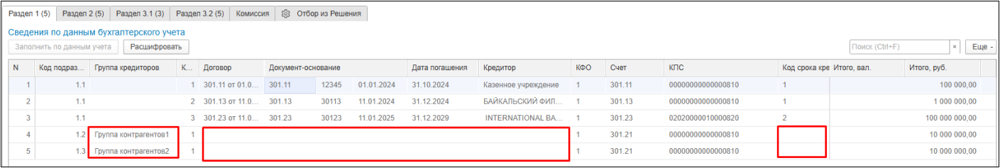 Раздел 1 (5) Раздел 2 (5) Раздел 3.1 (3) Раздел 3.2 (5) Комиссия Отбор из Решения
Сведения по данным бухгалтерского учета
Заполнить по данным учета Расшифровать Поиск (Ctrl+F) × Еще
N Код подраз... Группа кредиторов К... Договор Документ-основание Дата погашения Кредитор КФО Счет КПС Код срока кре Итого, вал. Итого, руб.
1 1.1 1 301.11 от 01.0... 301.11 12345 01.01.2024 31.10.2024 Казенное учреждение 1 301.11 00000000000000810 1 100 000,00
2 1.1 2 301.13 от 11.0... 301.13 30113 11.01.2024 31.12.2024 БАЙКАЛЬСКИЙ ФИЛ... 1 301.13 00000000000000810 1 1 000 000,00
3 1.1 3 301.23 от 11.0... 301.23 30123 11.01.2025 31.12.2029 INTERNATIONAL BA... 1 301.23 02020000010000820 2 100 000 000,00
4 1.2 Группа контрагентов1 1 1 301.21 00000000000000810 10 000 000,00
5 1.3 Группа контрагентов2 1 1 301.21 00000000000000810 10 000 000,00